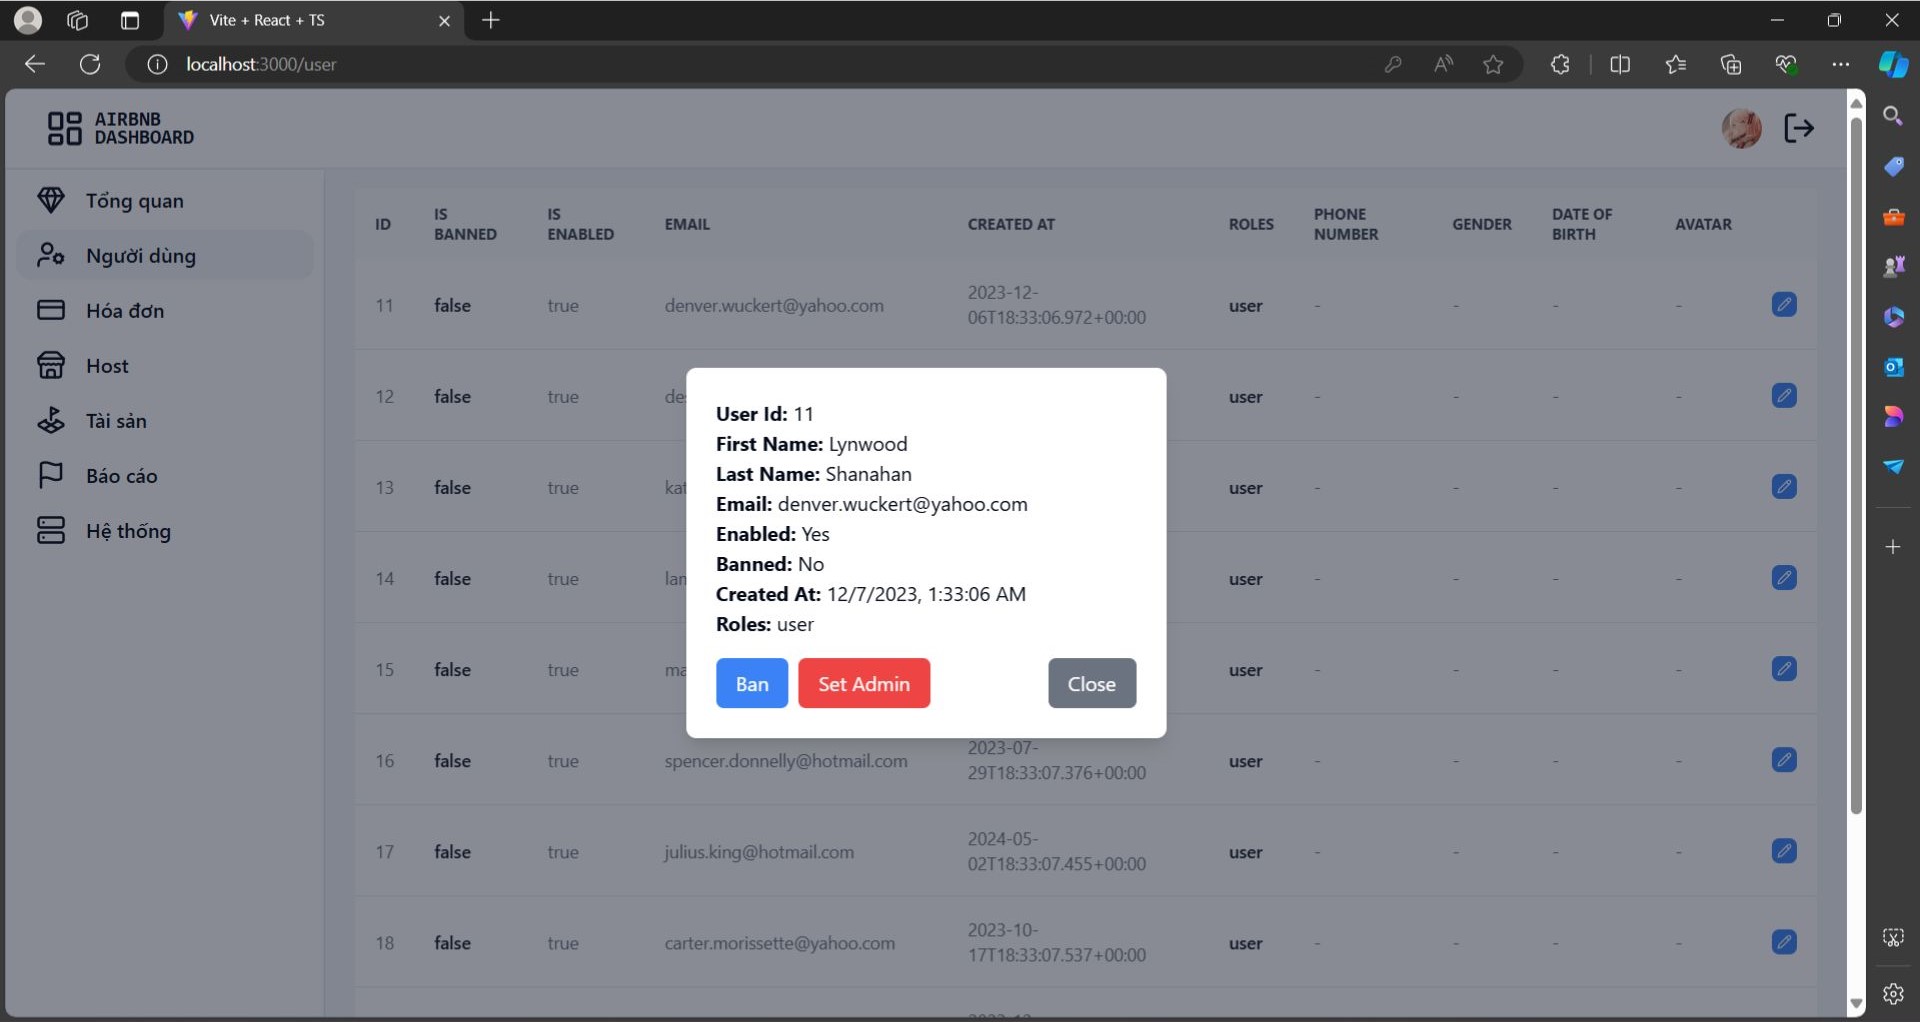 Vite + React + TS
localhost:3000/user
AIRBNB
DASHBOARD
Tổng quan
Người dùng
Hóa đơn
Host
Tài sản
Báo cáo
Hệ thống
ID IS BANNED IS ENABLED EMAIL CREATED AT ROLES PHONE NUMBER GENDER DATE OF BIRTH AVATAR
11 false true denver.wuckert@yahoo.com 2023-12-06T18:33:06.972+00:00 user - - - -
12 false true user - - - -
13 false true user - - - -
14 false true user - - - -
15 false true user - - - -
16 false true spencer.donnelly@hotmail.com 2023-07-29T18:33:07.376+00:00 user - - - -
17 false true julius.king@hotmail.com 2024-05-02T18:33:07.455+00:00 user - - - -
18 false true carter.morissette@yahoo.com 2023-10-17T18:33:07.537+00:00 user - - - -
User Id: 11
First Name: Lynwood
Last Name: Shanahan
Email: denver.wuckert@yahoo.com
Enabled: Yes
Banned: No
Created At: 12/7/2023, 1:33:06 AM
Roles: user
Ban Set Admin Close